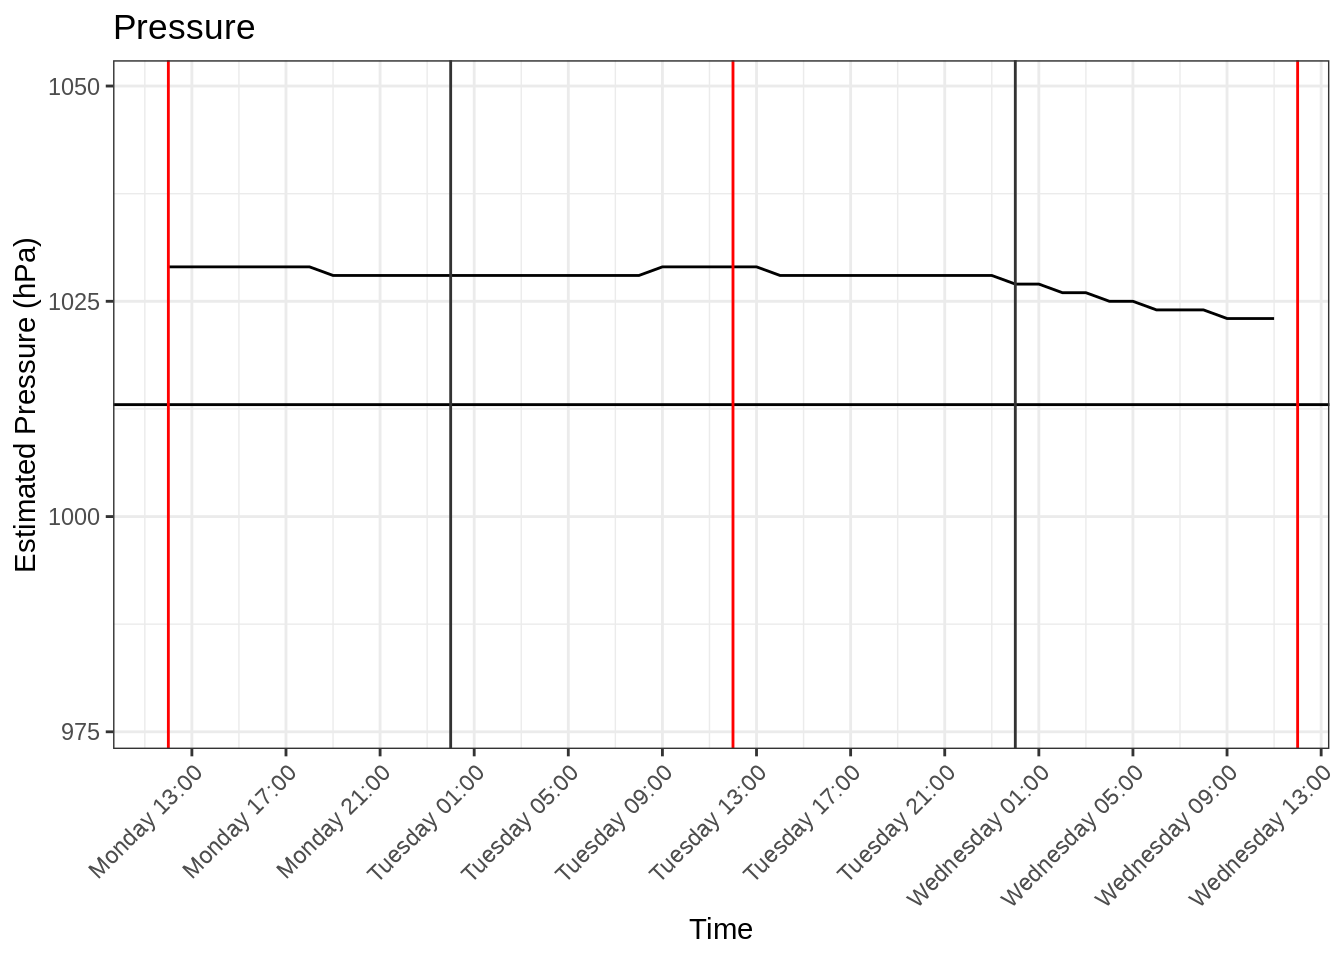 Pressure
Estimated Pressure (hPa)
1050
1025
1000
975
Monday 13:00
Monday 17:00
Monday 21:00
Tuesday 01:00
Tuesday 05:00
Tuesday 09:00
Tuesday 13:00
Tuesday 17:00
Tuesday 21:00
Wednesday 01:00
Wednesday 05:00
Wednesday 09:00
Wednesday 13:00
Time